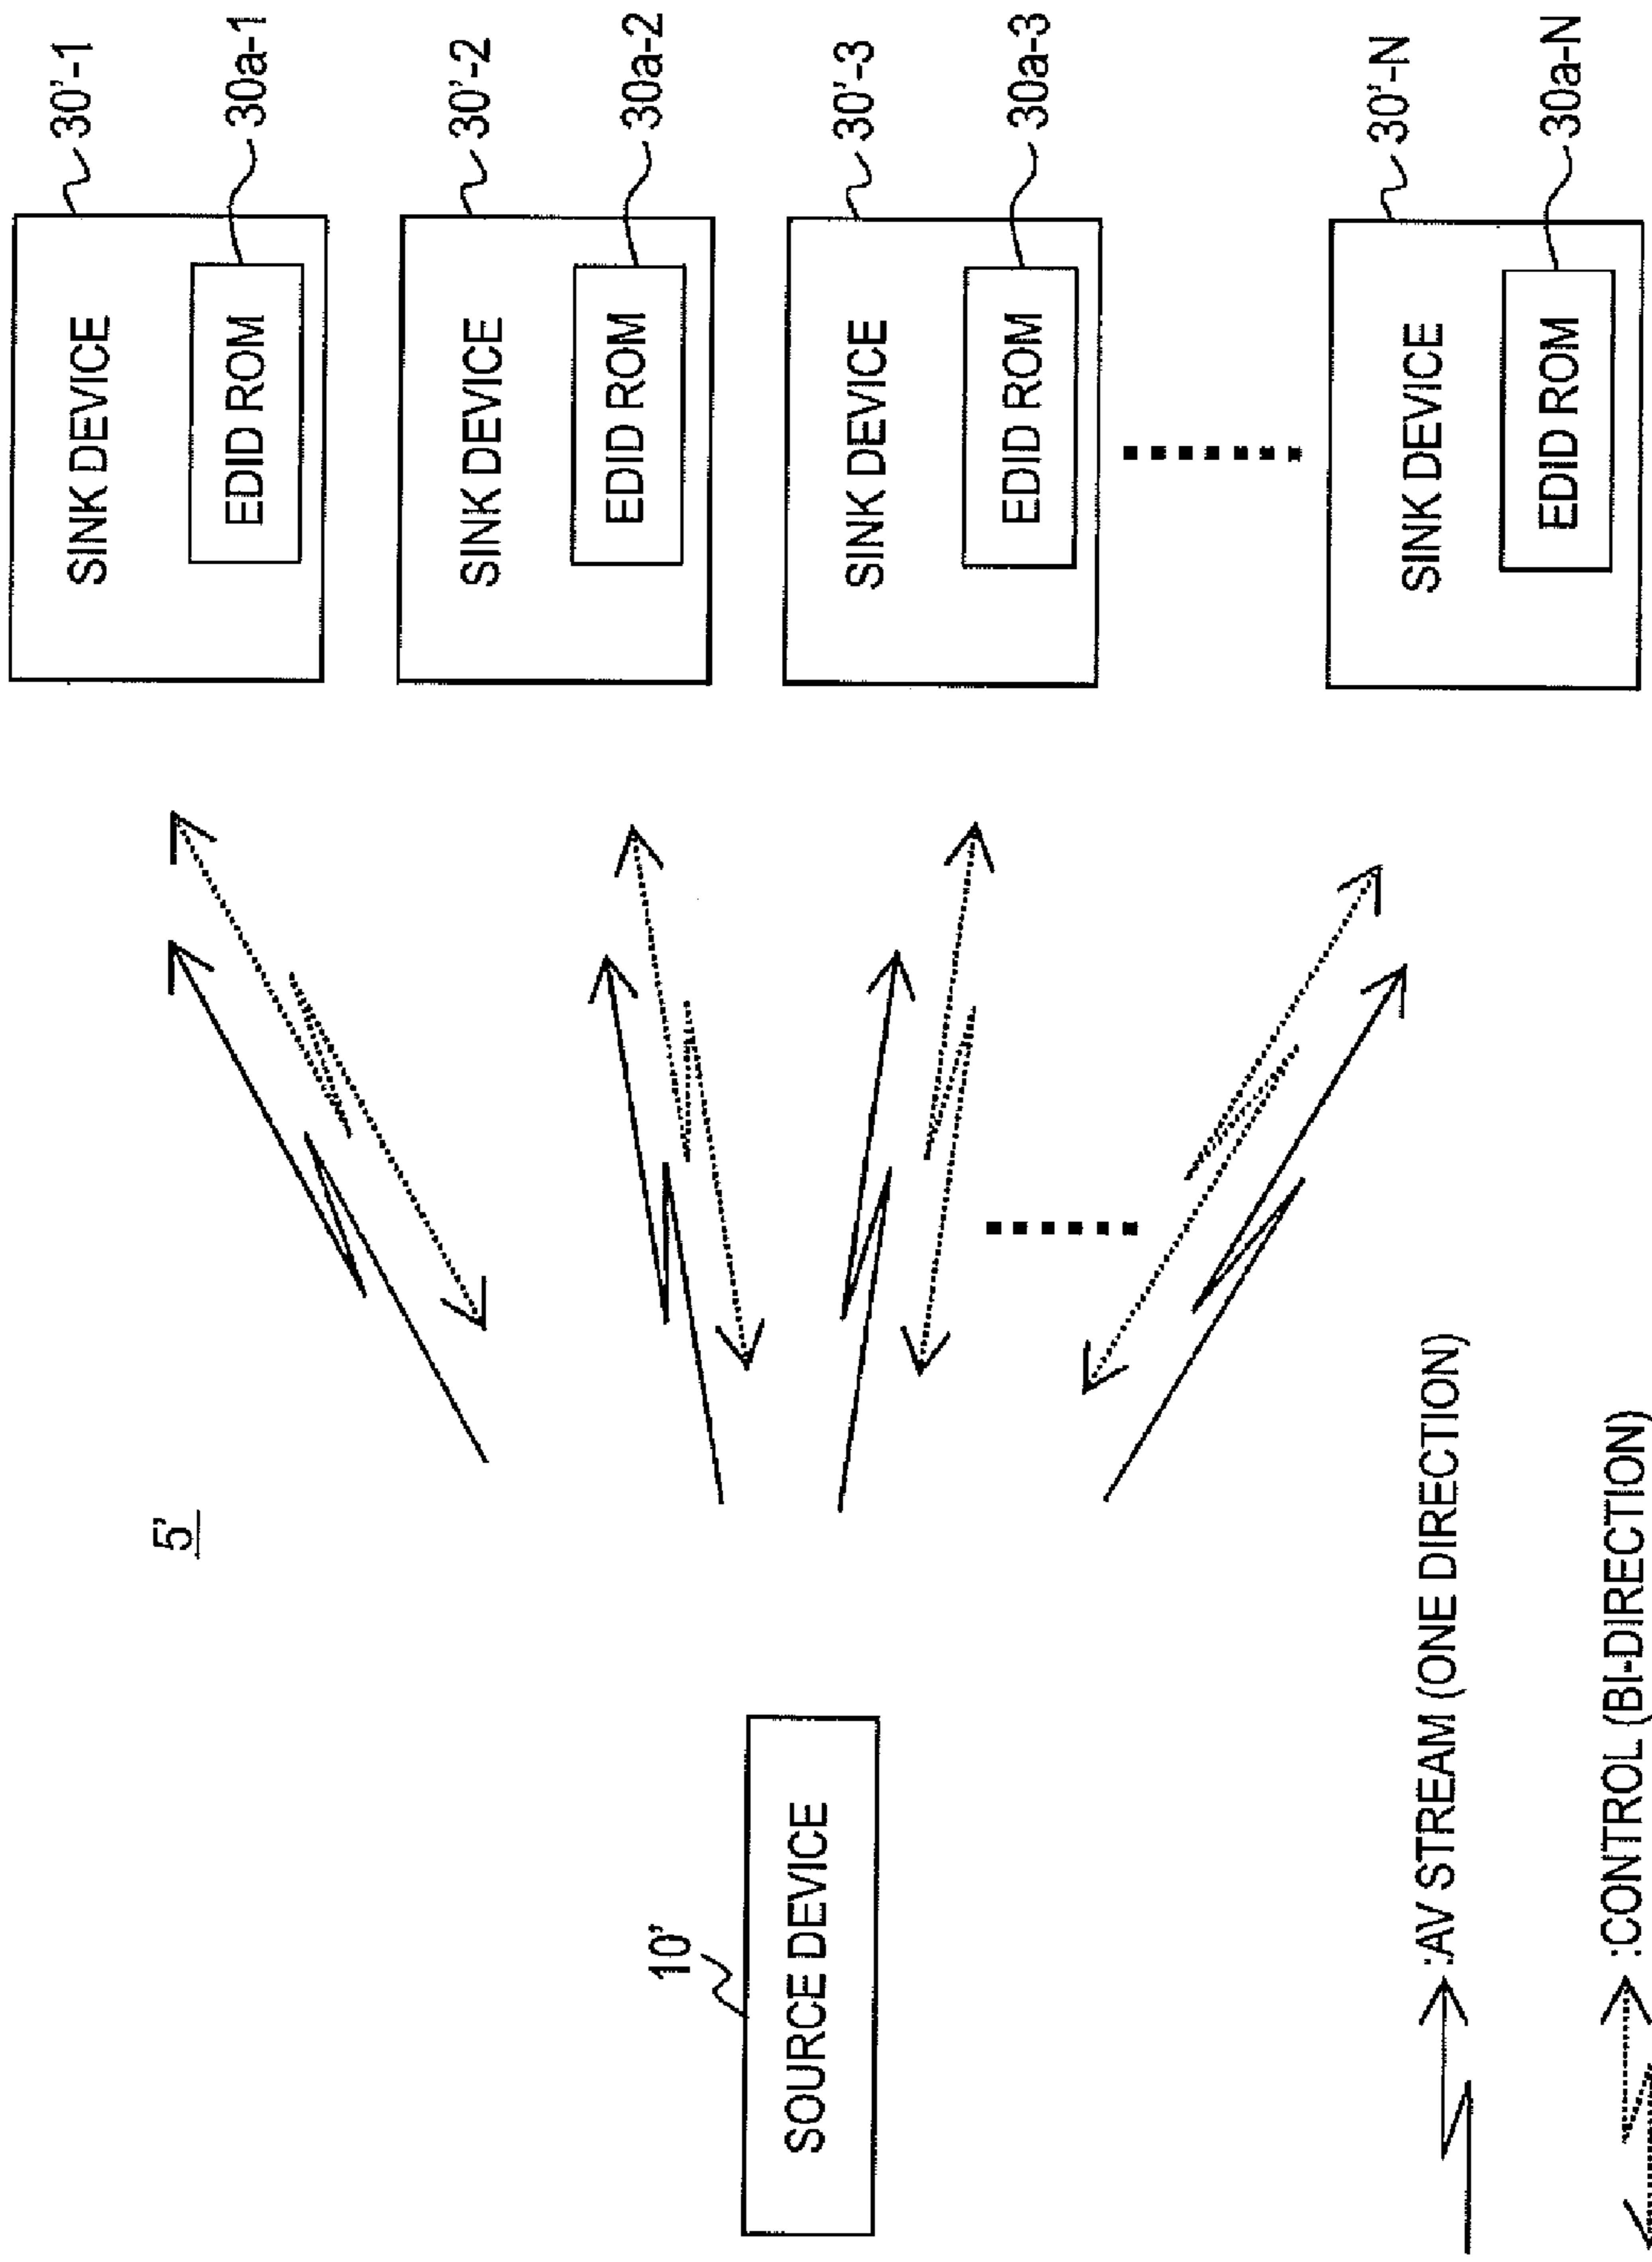 5'
10'
SOURCE DEVICE
SINK DEVICE
30'-1
EDID ROM
30a-1
SINK DEVICE
30'-2
EDID ROM
30a-2
SINK DEVICE
30'-3
EDID ROM
30a-3
SINK DEVICE
30'-N
EDID ROM
30a-N
:AV STREAM (ONE DIRECTION)
:CONTROL (BI-DIRECTION)